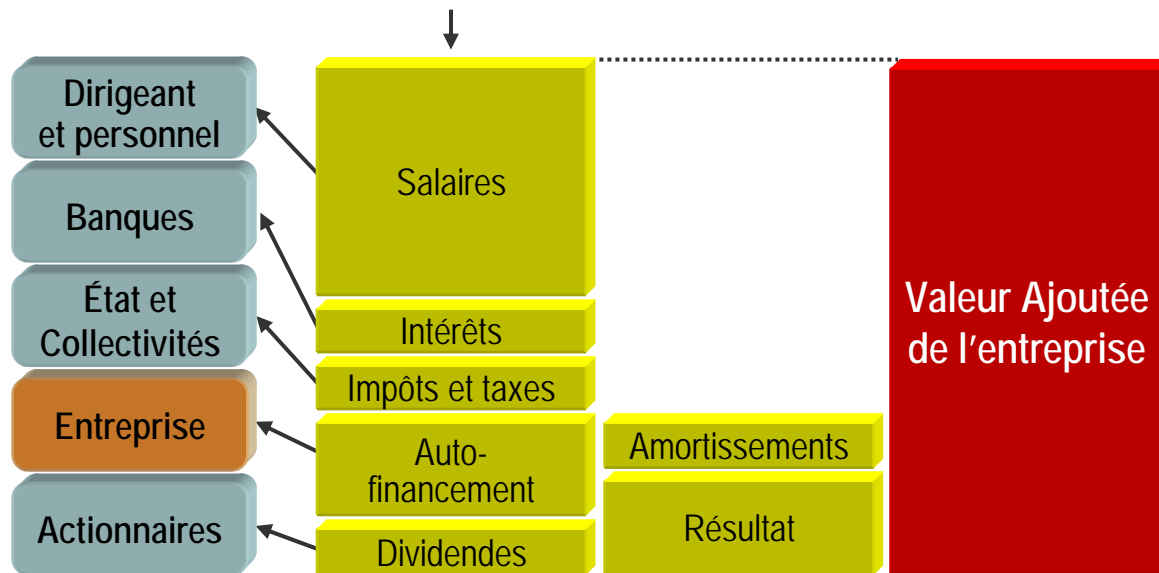 Dirigeant
et personnel
Banques
État et
Collectivités
Entreprise
Actionnaires
Salaires
Intérêts
Impôts et taxes
Auto-
financement
Dividendes
Amortissements
Résultat
Valeur Ajoutée
de l'entreprise